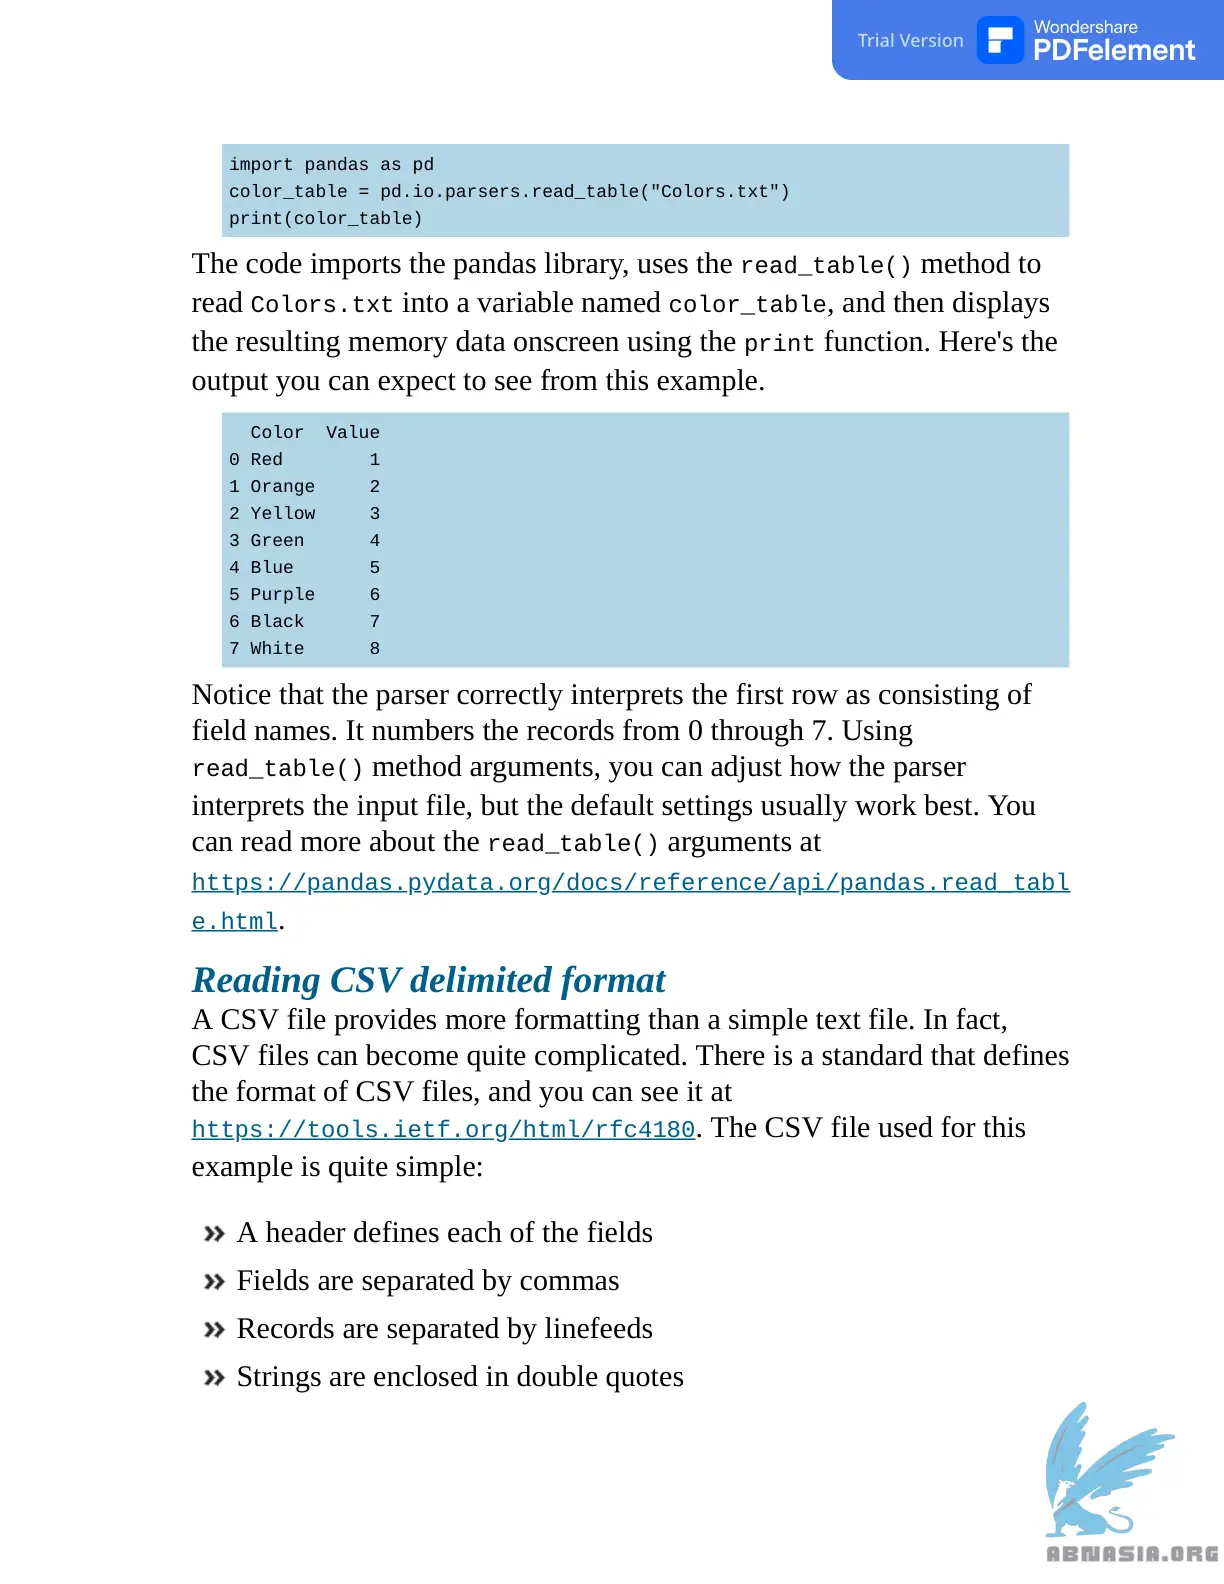 Trial Version
Wondershare
PDFelement
import pandas as pd
color_table = pd.io.parsers.read_table("Colors.txt")
print(color_table)
The code imports the pandas library, uses the read_table() method to
read Colors.txt into a variable named color_table, and then displays
the resulting memory data onscreen using the print function. Here's the
output you can expect to see from this example.
  Color  Value
0 Red        1
1 Orange     2
2 Yellow     3
3 Green      4
4 Blue       5
5 Purple     6
6 Black      7
7 White      8
Notice that the parser correctly interprets the first row as consisting of
field names. It numbers the records from 0 through 7. Using
read_table() method arguments, you can adjust how the parser
interprets the input file, but the default settings usually work best. You
can read more about the read_table() arguments at
https://pandas.pydata.org/docs/reference/api/pandas.read_tabl
e.html.
Reading CSV delimited format
A CSV file provides more formatting than a simple text file. In fact,
CSV files can become quite complicated. There is a standard that defines
the format of CSV files, and you can see it at
https://tools.ietf.org/html/rfc4180. The CSV file used for this
example is quite simple:
» A header defines each of the fields
» Fields are separated by commas
» Records are separated by linefeeds
» Strings are enclosed in double quotes
ABNASIA.ORG